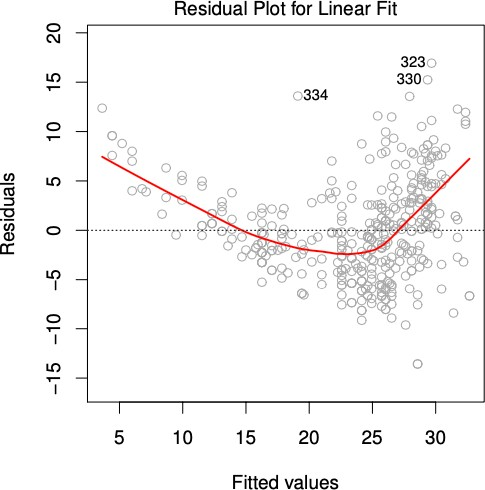 Residual Plot for Linear Fit
20
15
10
5
0
−5
−10
−15
Residuals
323
330
334
5 10 15 20 25 30
Fitted values